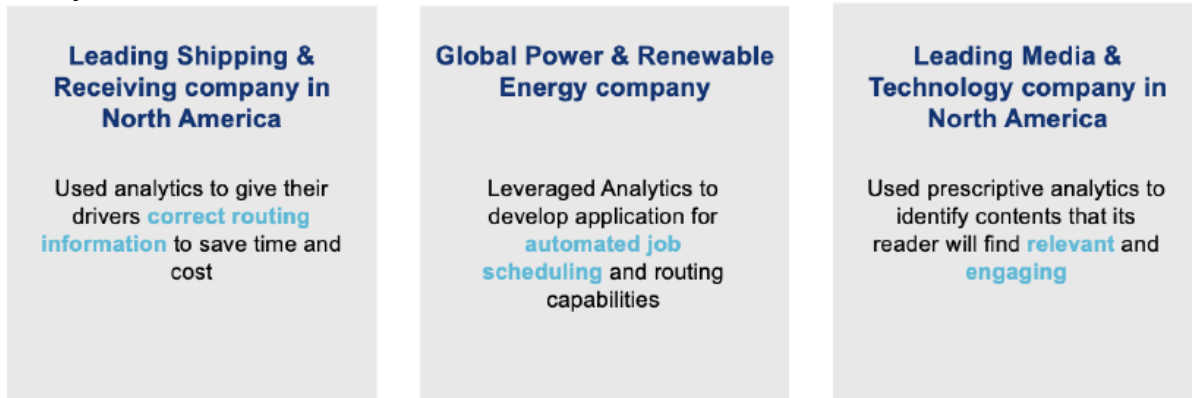 Leading Shipping &
Receiving company in
North America
Used analytics to give their
drivers correct routing
information to save time and
cost
Global Power & Renewable
Energy company
Leveraged Analytics to
develop application for
automated job
scheduling and routing
capabilities
Leading Media &
Technology company in
North America
Used prescriptive analytics to
identify contents that its
reader will find relevant and
engaging